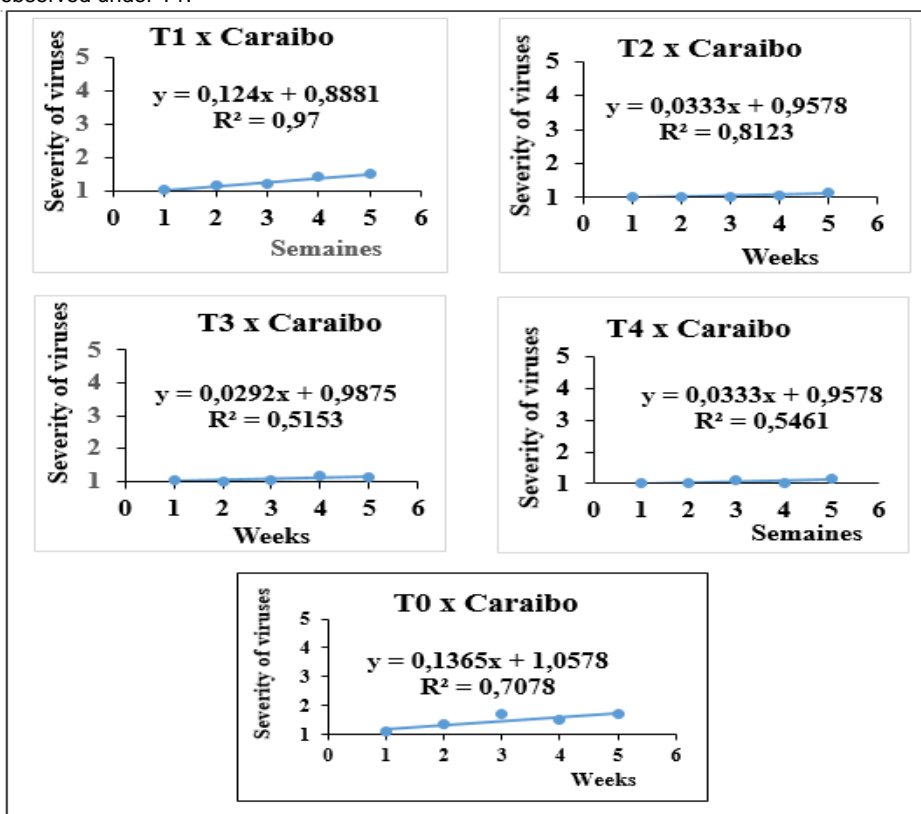 observed under T4.
T1 x Caraibo
Severity of viruses
5
4
3
2
1
y = 0,124x + 0,8881
R² = 0,97
0 1 2 3 4 5 6
Semaines
T2 x Caraibo
Severity of viruses
5
4
3
2
1
y = 0,0333x + 0,9578
R² = 0,8123
0 1 2 3 4 5 6
Weeks
T3 x Caraibo
Severity of viruses
5
4
3
2
1
y = 0,0292x + 0,9875
R² = 0,5153
0 1 2 3 4 5 6
Weeks
T4 x Caraibo
Severity of viruses
5
4
3
2
1
y = 0,0333x + 0,9578
R² = 0,5461
0 1 2 3 4 5 6
Semaines
T0 x Caraibo
Severity of viruses
5
4
3
2
1
y = 0,1365x + 1,0578
R² = 0,7078
0 1 2 3 4 5 6
Weeks